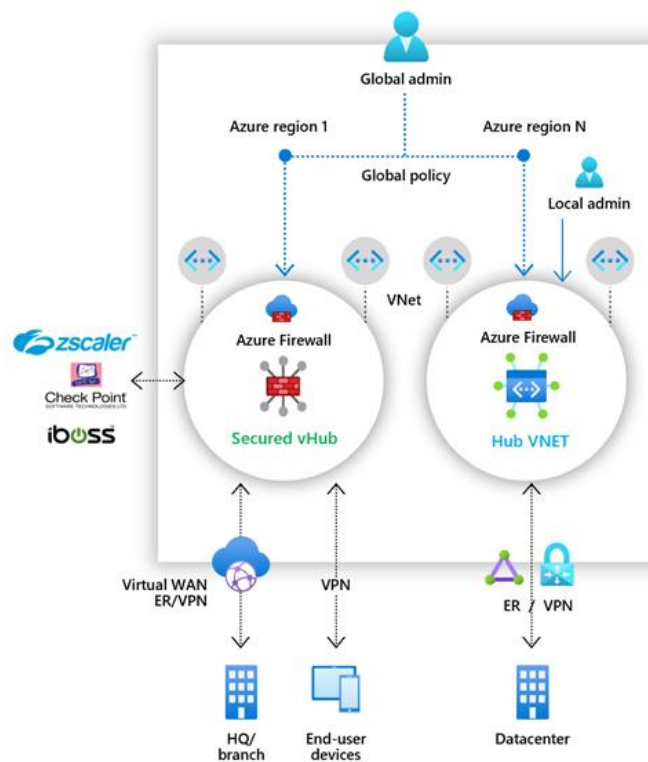 Global admin
Azure region 1
Azure region N
Global policy
Local admin
VNet
Azure Firewall
Azure Firewall
zscaler™
Check Point
SOFTWARE TECHNOLOGIES LTD.
iboss
Secured vHub
Hub VNET
Virtual WAN
ER/VPN
VPN
ER / VPN
HQ/
branch
End-user
devices
Datacenter